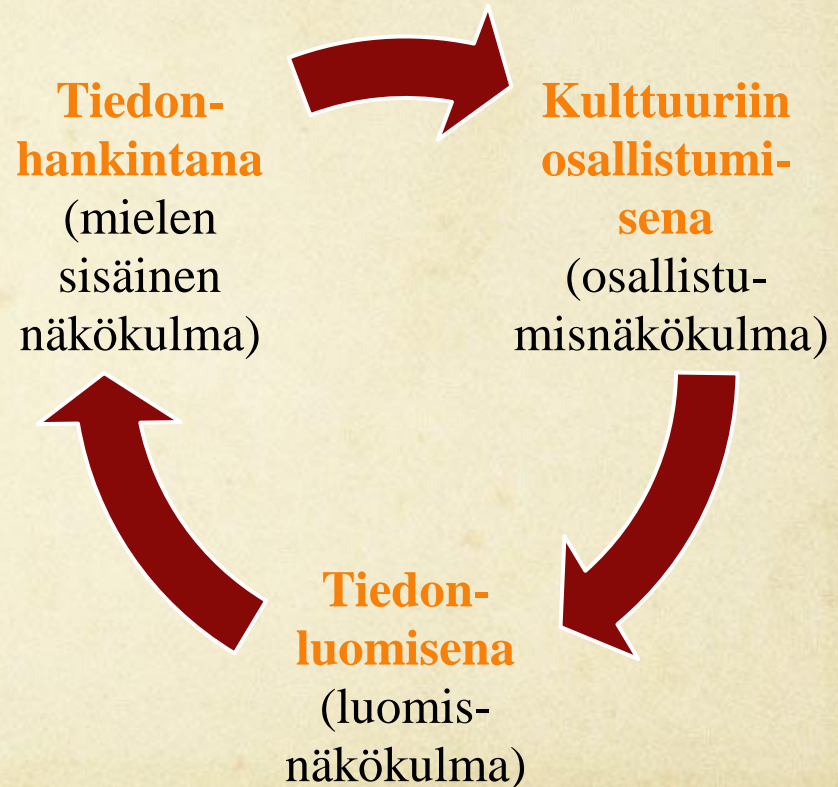 Tiedon-
hankintana
(mielen
sisäinen
näkökulma)
Kulttuuriin
osallistumi-
sena
(osallistu-
misnäkökulma)
Tiedon-
luomisena
(luomis-
näkökulma)